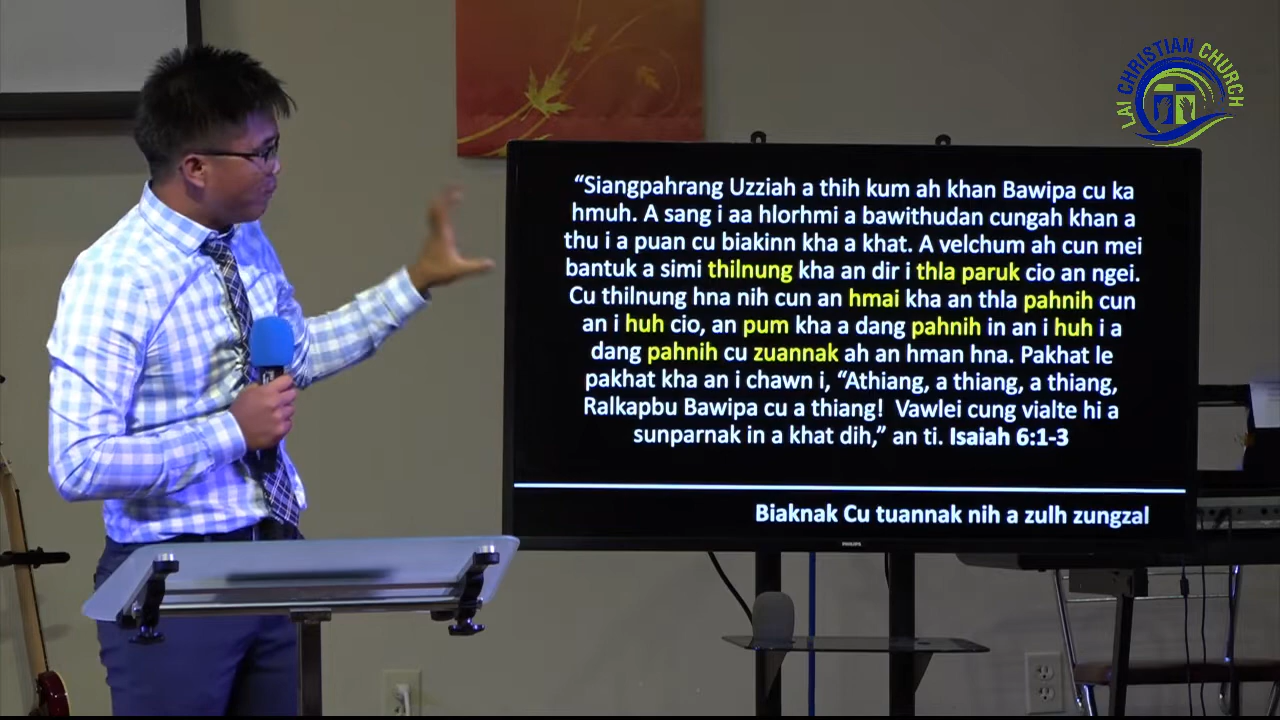 LAI CHRISTIAN CHURCH
“Siangpahrang Uzziah a thih kum ah khan Bawipa cu ka
hmuh. A sang i aa hlorhmi a bawithudan cungah khan a
thu i a puan cu biakinn kha a khat. A velchum ah cun mei
bantuk a simi thilnung kha an dir i thla paruk cio an ngei.
Cu thilnung hna nih cun an hmai kha an thla pahnih cun
an i huh cio, an pum kha a dang pahnih in an i huh i a
dang pahnih cu zuannak ah an hman hna. Pakhat le
pakhat kha an i chawn i, “Athiang, a thiang, a thiang,
Ralkapbu Bawipa cu a thiang! Vawlei cung vialte hi a
sunparnak in a khat dih,” an ti. Isaiah 6:1-3
Biaknak Cu tuannak nih a zulh zungzal
PHILIPS